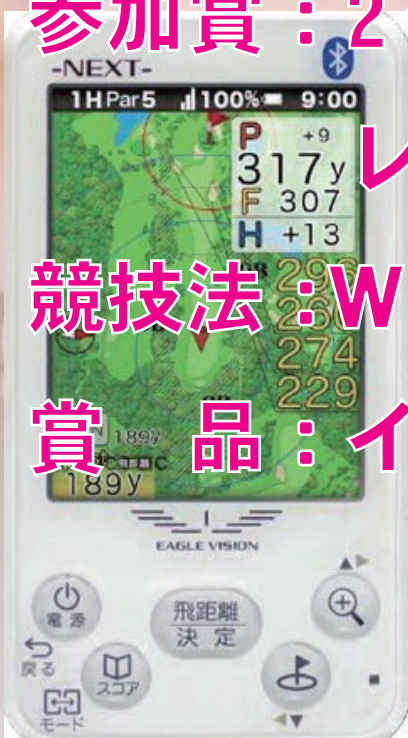 参加賞：2
-NEXT-
1H Par5 100% 9:00
P +9
317y レ
F 307
H +13
競技法：W
274
229
189y
賞　品：イ
189y
EAGLE VISION
電源
飛距離
決定
戻る
スコア
モード